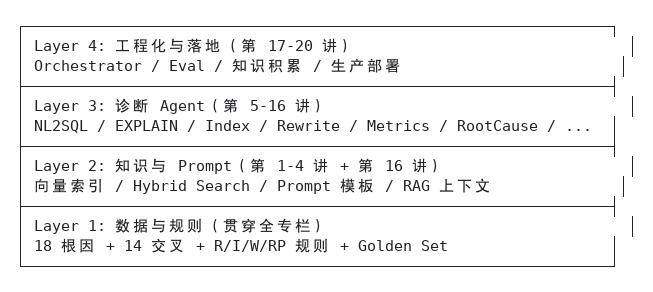 Layer 4: 工程化与落地（第 17-20 讲）
Orchestrator / Eval / 知识积累 / 生产部署
Layer 3: 诊断 Agent（第 5-16 讲）
NL2SQL / EXPLAIN / Index / Rewrite / Metrics / RootCause / ...
Layer 2: 知识与 Prompt（第 1-4 讲 + 第 16 讲）
向量索引 / Hybrid Search / Prompt 模板 / RAG 上下文
Layer 1: 数据与规则（贯穿全专栏）
18 根因 + 14 交叉 + R/I/W/RP 规则 + Golden Set